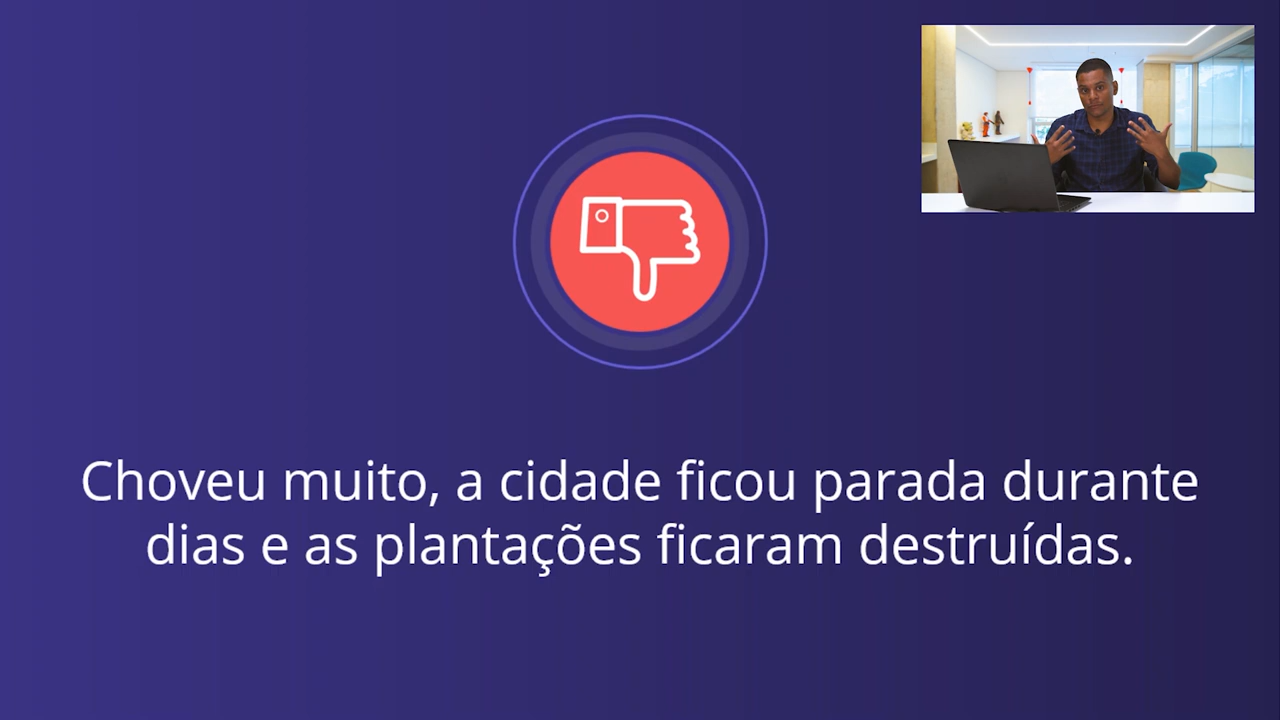 Choveu muito, a cidade ficou parada durante
dias e as plantações ficaram destruídas.